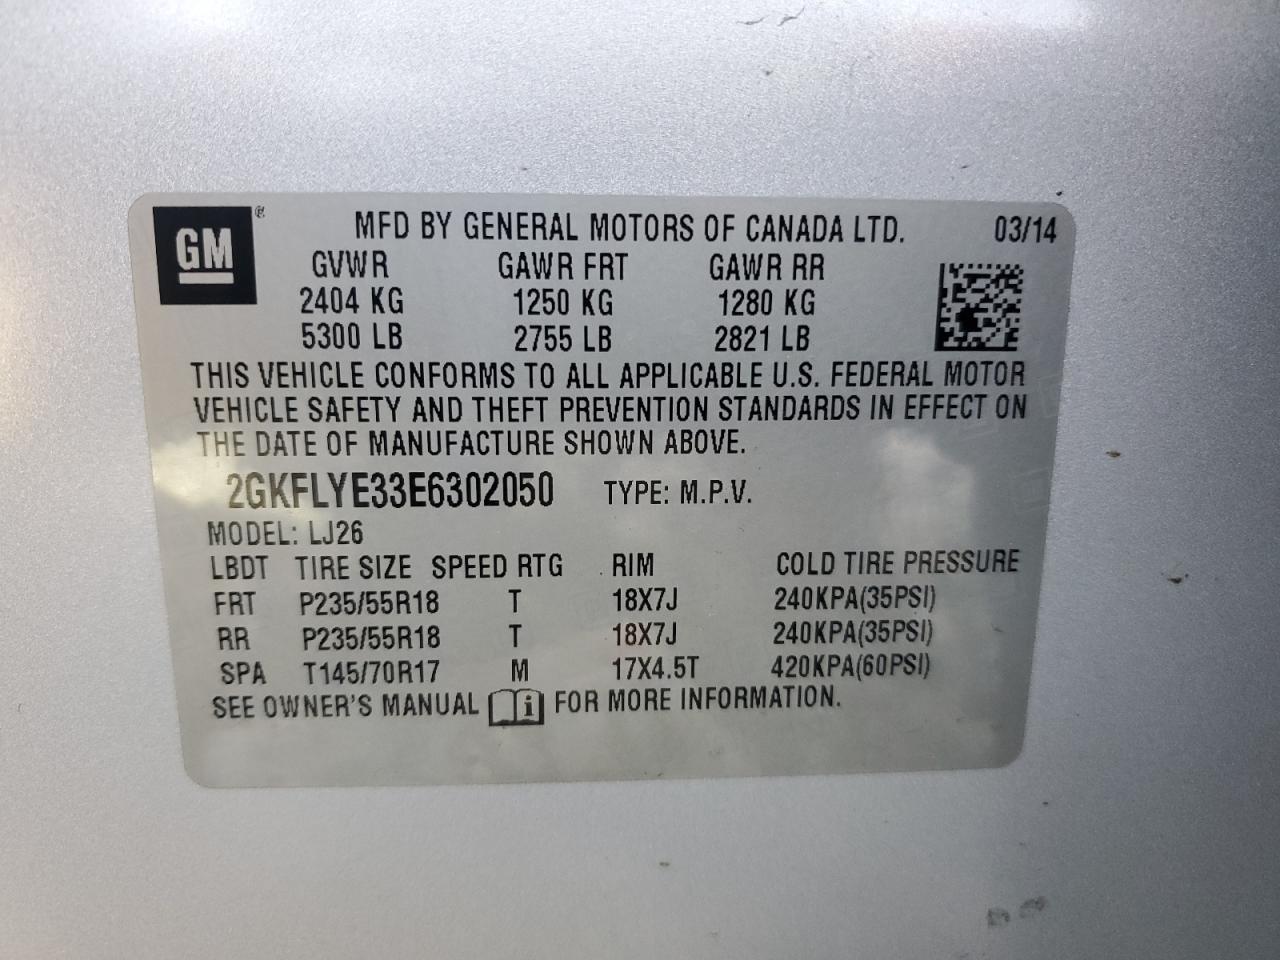 GM ® MFD BY GENERAL MOTORS OF CANADA LTD. 03/14
GVWR GAWR FRT GAWR RR
2404 KG 1250 KG 1280 KG
5300 LB 2755 LB 2821 LB
THIS VEHICLE CONFORMS TO ALL APPLICABLE U.S. FEDERAL MOTOR
VEHICLE SAFETY AND THEFT PREVENTION STANDARDS IN EFFECT ON
THE DATE OF MANUFACTURE SHOWN ABOVE.
2GKFLYE33E6302050 TYPE: M.P.V.
MODEL: LJ26
LBDT TIRE SIZE SPEED RTG RIM COLD TIRE PRESSURE
FRT P235/55R18 T 18X7J 240KPA(35PSI)
RR P235/55R18 T 18X7J 240KPA(35PSI)
SPA T145/70R17 M 17X4.5T 420KPA(60PSI)
SEE OWNER'S MANUAL i FOR MORE INFORMATION.